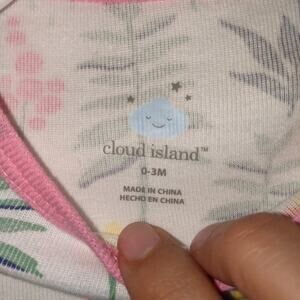 cloud island™
0-3M
MADE IN CHINA
HECHO EN CHINA